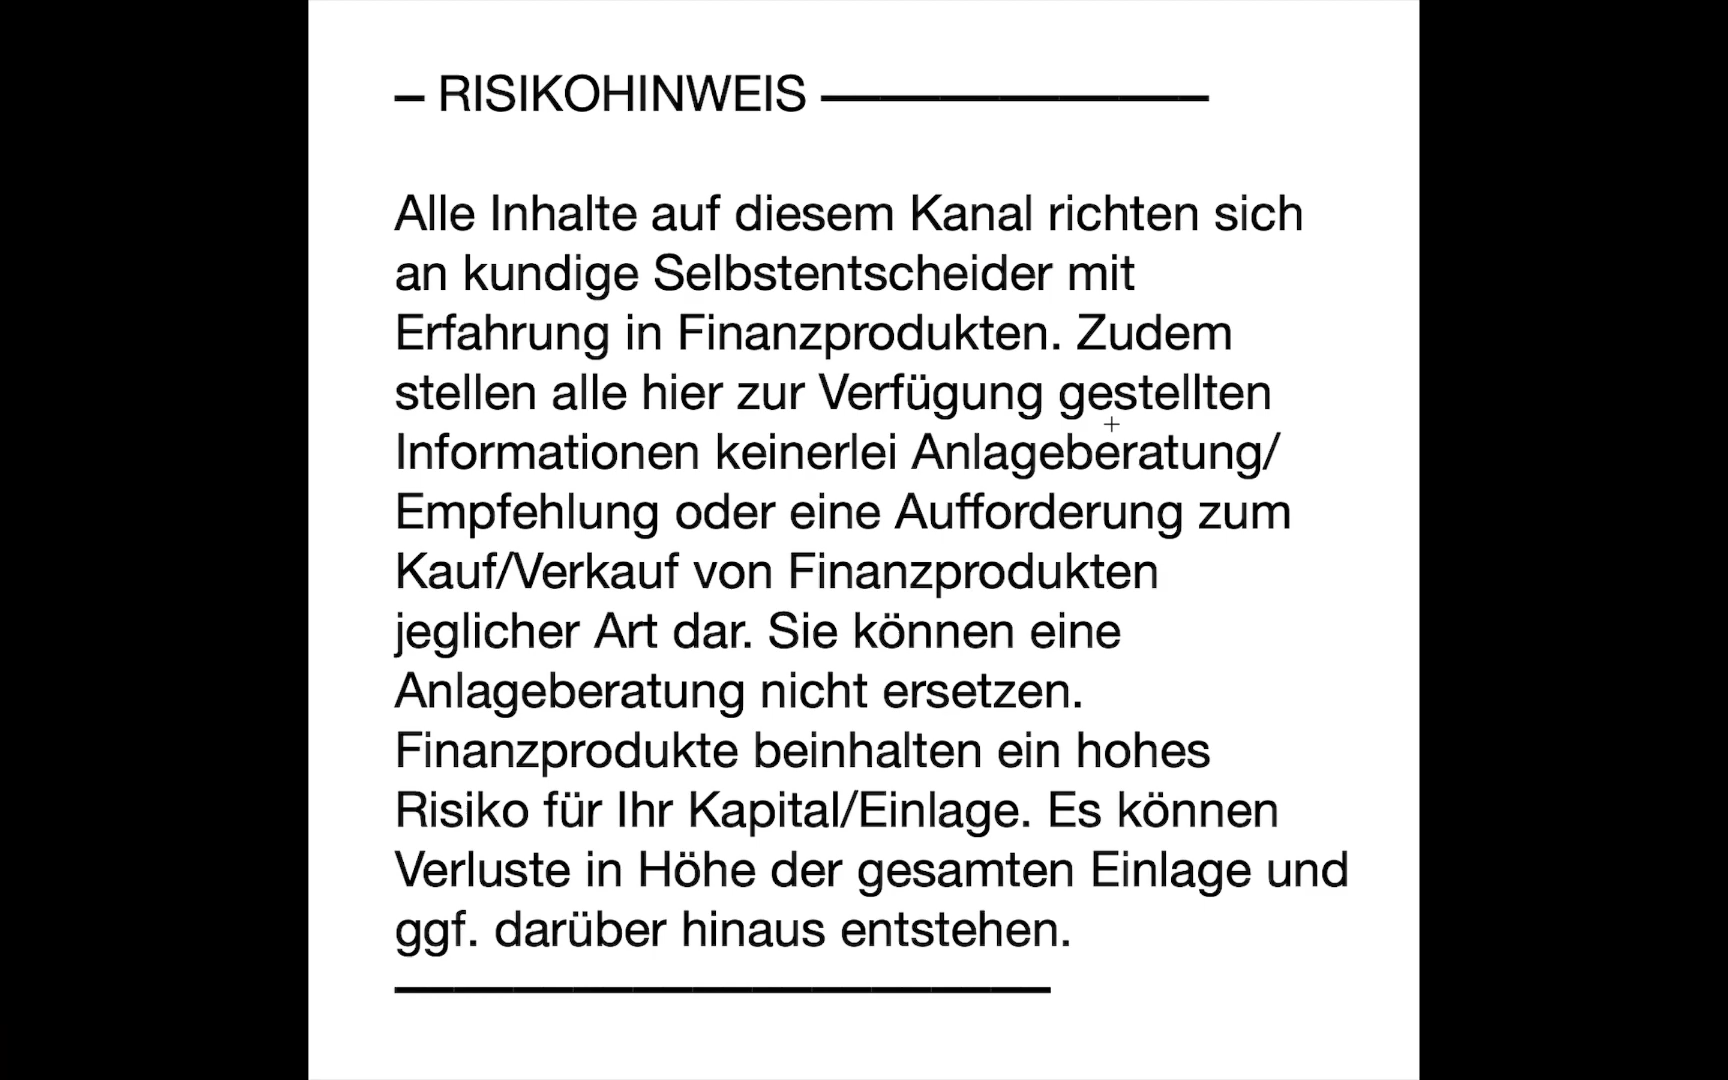 – RISIKOHINWEIS —————————
Alle Inhalte auf diesem Kanal richten sich
an kundige Selbstentscheider mit
Erfahrung in Finanzprodukten. Zudem
stellen alle hier zur Verfügung gestellten
Informationen keinerlei Anlageberatung/
Empfehlung oder eine Aufforderung zum
Kauf/Verkauf von Finanzprodukten
jeglicher Art dar. Sie können eine
Anlageberatung nicht ersetzen.
Finanzprodukte beinhalten ein hohes
Risiko für Ihr Kapital/Einlage. Es können
Verluste in Höhe der gesamten Einlage und
ggf. darüber hinaus entstehen.